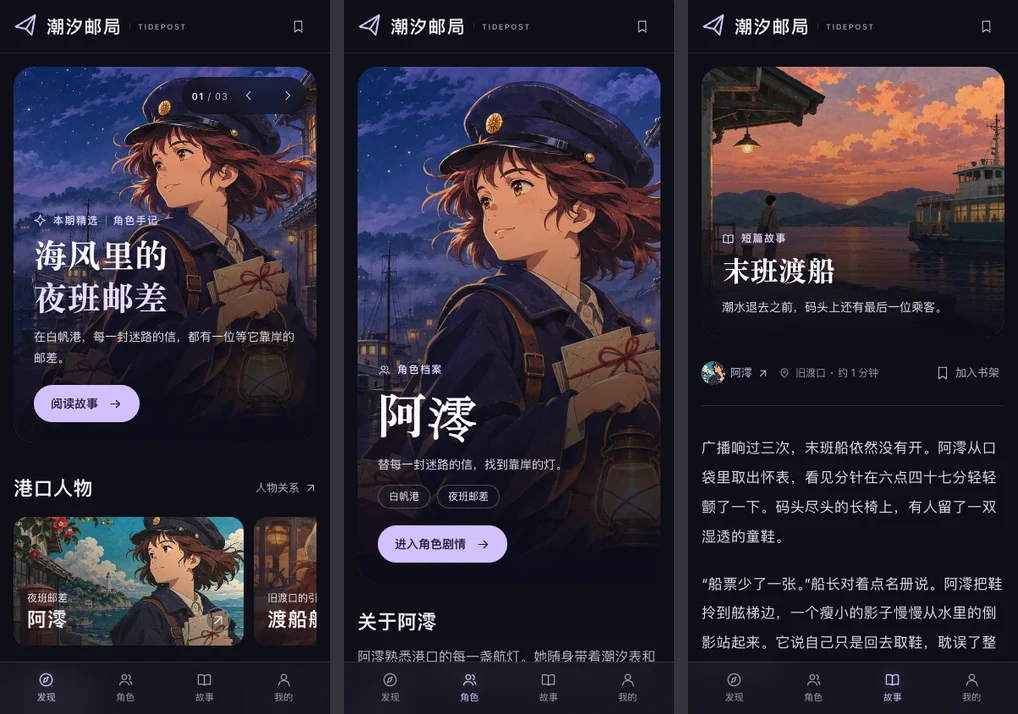 潮汐邮局 TIDEPOST
01 / 03
本期精选 角色手记
海风里的
夜班邮差
在白帆港，每一封迷路的信，都有一位等它靠岸的
邮差。
阅读故事
港口人物
人物关系
夜班邮差
阿澪
旧渡口的引
渡船
发现
角色
故事
我的
潮汐邮局 TIDEPOST
角色档案
阿澪
替每一封迷路的信，找到靠岸的灯。
白帆港
夜班邮差
进入角色剧情
关于阿澪
阿澪熟悉港口的每一盏航灯。她随身带着潮汐表和
发现
角色
故事
我的
潮汐邮局 TIDEPOST
短篇故事
末班渡船
潮水退去之前，码头上还有最后一位乘客。
阿澪
旧渡口 · 约 1 分钟
加入书架
广播响过三次，末班船依然没有开。阿澪从口
袋里取出怀表，看见分针在六点四十七分轻轻
颤了一下。码头尽头的长椅上，有人留了一双
湿透的童鞋。
“船票少了一张。”船长对着点名册说。阿澪把鞋
拎到舷梯边，一个瘦小的影子慢慢从水里的倒
影站起来。它说自己只是回去取鞋，耽误了整
发现
角色
故事
我的